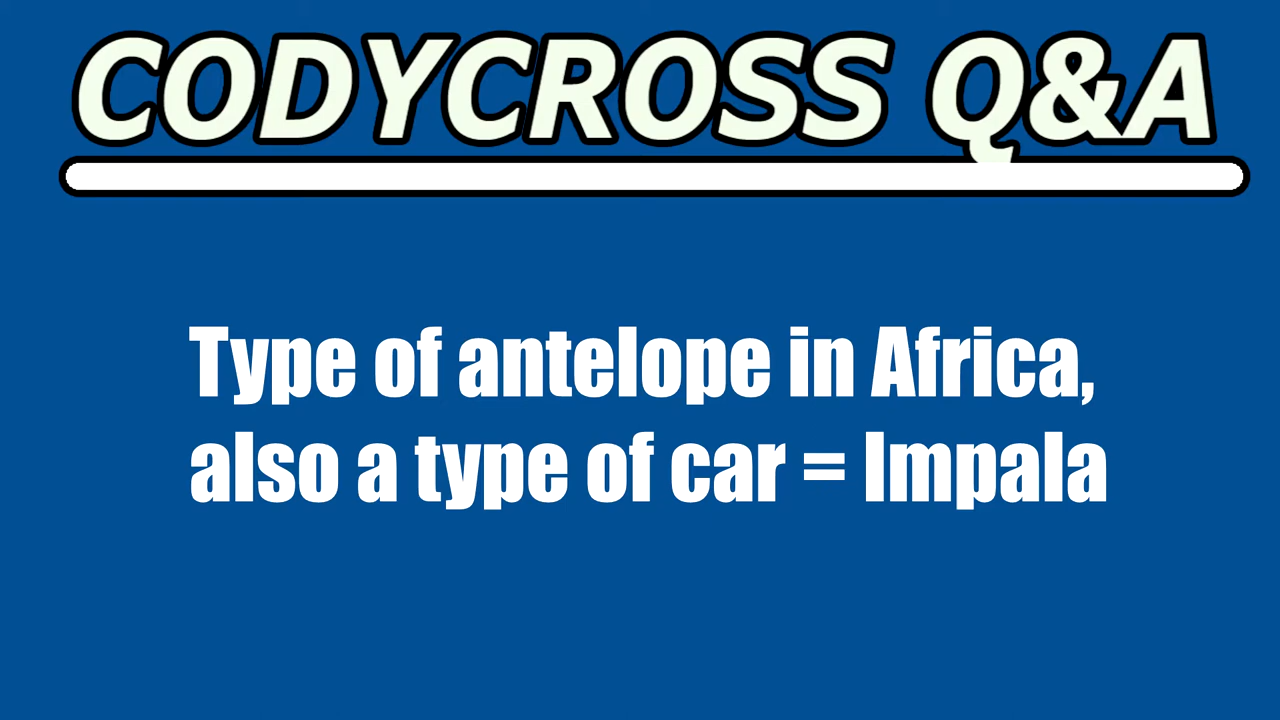 CODYCROSS Q&A
Type of antelope in Africa,
also a type of car = Impala